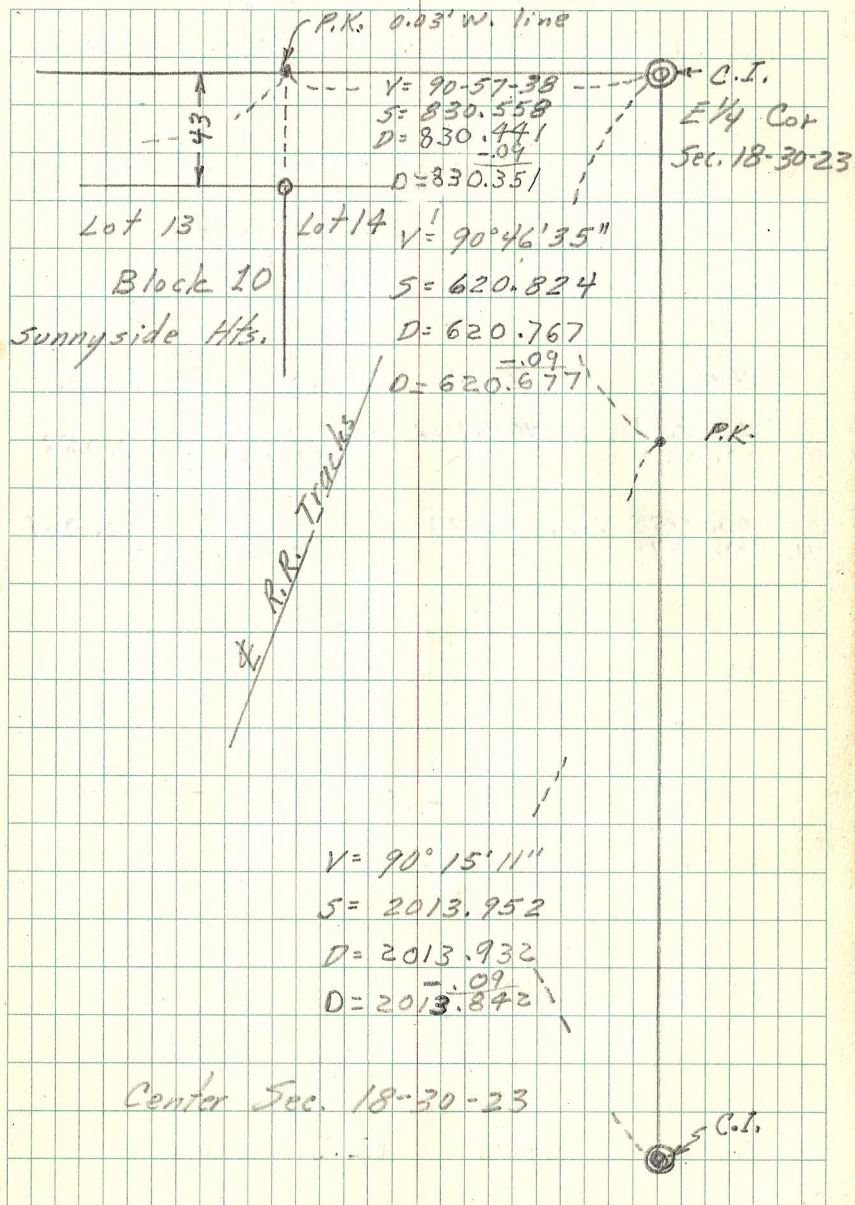 P.K. 0.03' W. line
C.I.
E 1/4 Cor
Sec. 18-30-23
43
V= 90-57-38
S= 830.558
D= 830.441
-.09
D= 830.351
Lot 13
Lot 14
Block 10
Sunnyside Hts.
V= 90°46'35"
S= 620.824
D= 620.767
-.09
D= 620.677
P.K.
℄ R.R. Tracks
V= 90°15'11"
S= 2013.952
D= 2013.932
-.09
D= 2013.842
Center Sec. 18-30-23
C.I.